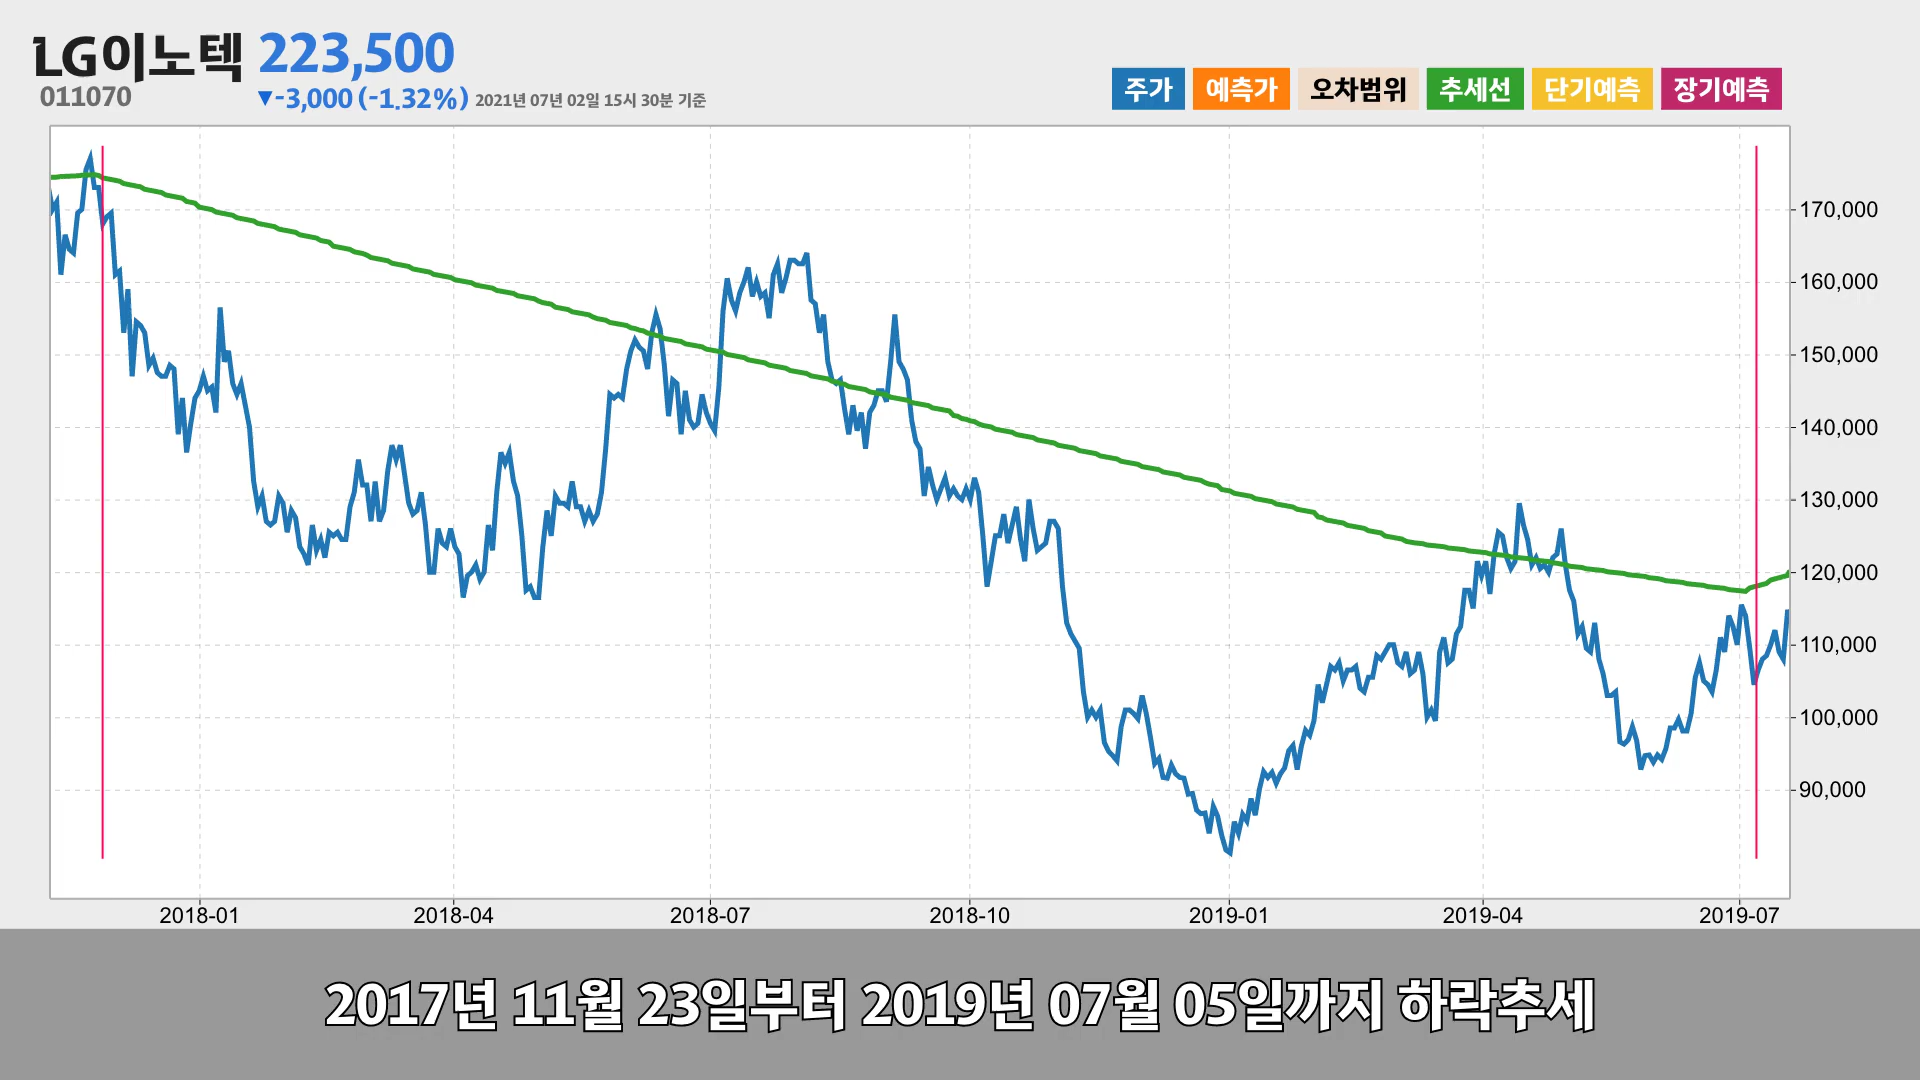 LG이노텍 223,500
011070 ▼-3,000 (-1.32%) 2021년 07월 02일 15시 30분 기준
주가 예측가 오차범위 추세선 단기예측 장기예측
170,000
160,000
150,000
140,000
130,000
120,000
110,000
100,000
90,000
2018-01 2018-04 2018-07 2018-10 2019-01 2019-04 2019-07
2017년 11월 23일부터 2019년 07월 05일까지 하락추세